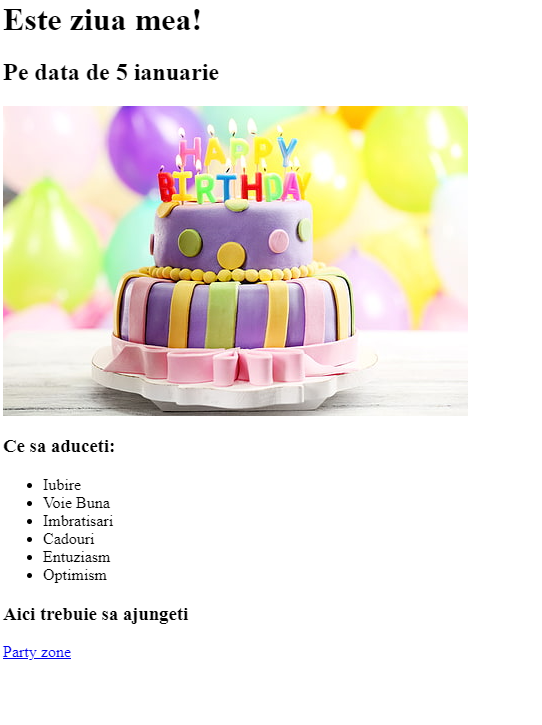 Este ziua mea!
Pe data de 5 ianuarie
HAPPY
BIRTHDAY
Ce sa aduceti:
Iubire
Voie Buna
Imbratisari
Cadouri
Entuziasm
Optimism
Aici trebuie sa ajungeti
Party zone